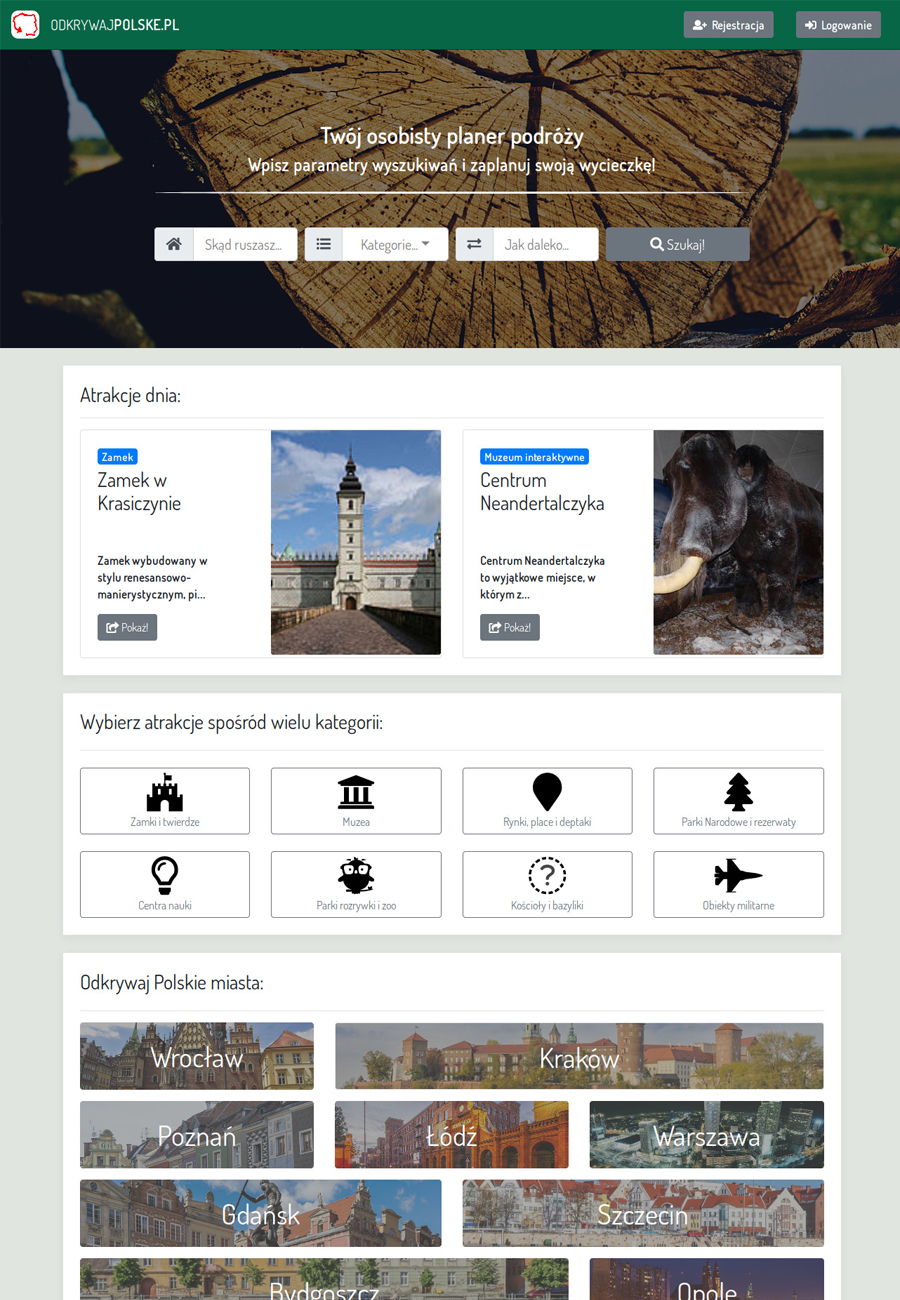 ODKRYWAJPOLSKE.PL
Rejestracja
Logowanie
Twój osobisty planer podróży
Wpisz parametry wyszukiwań i zaplanuj swoją wycieczkę!
Skąd ruszasz...
Kategorie...
Jak daleko...
Szukaj!
Atrakcje dnia:
Zamek
Zamek w
Krasiczynie
Zamek wybudowany w
stylu renesansowo-
manierystycznym, pi...
Pokaż!
Muzeum interaktywne
Centrum
Neandertalczyka
Centrum Neandertalczyka
to wyjątkowe miejsce, w
którym z...
Pokaż!
Wybierz atrakcje spośród wielu kategorii:
Zamki i twierdze
Muzea
Rynki, place i deptaki
Parki Narodowe i rezerwaty
Centra nauki
Parki rozrywki i zoo
Kościoły i bazyliki
Obiekty militarne
Odkrywaj Polskie miasta:
Wrocław
Kraków
Poznań
Łódź
Warszawa
Gdańsk
Szczecin
Bydgoszcz
Opole